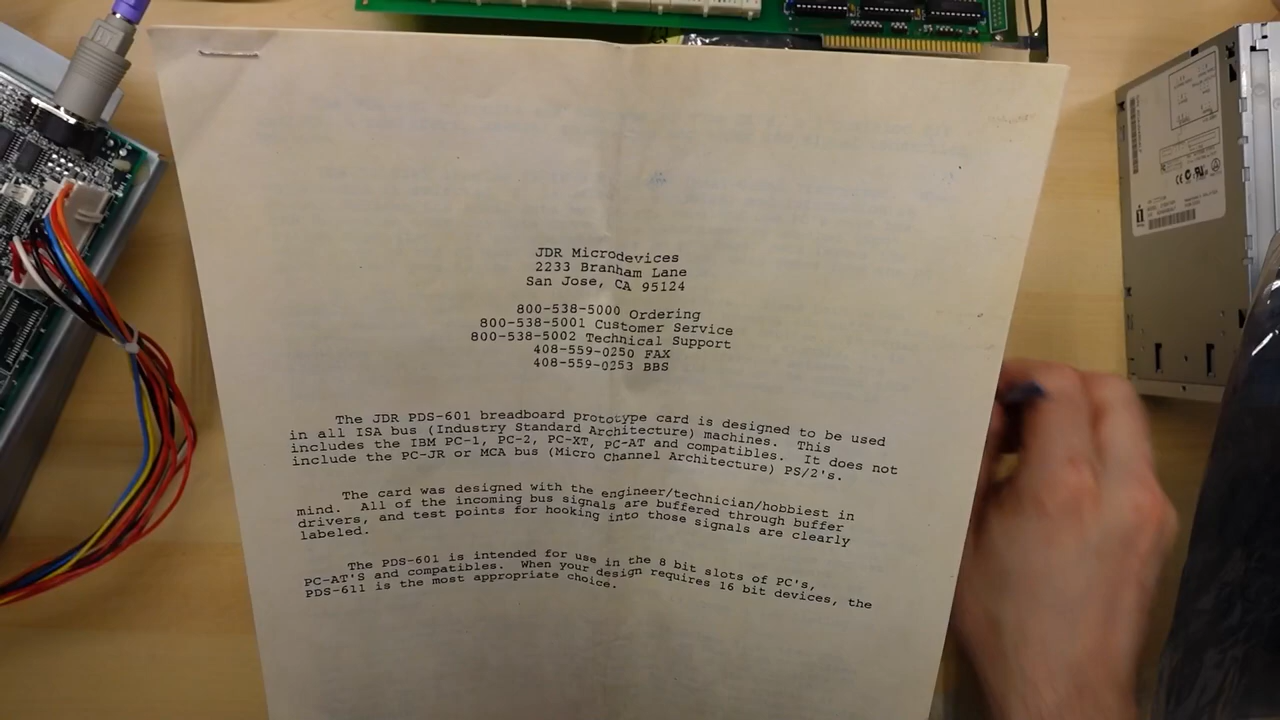 JDR Microdevices
2233 Branham Lane
San Jose, CA 95124
800-538-5000 Ordering
800-538-5001 Customer Service
800-538-5002 Technical Support
408-559-0250 FAX
408-559-0253 BBS
The JDR PDS-601 breadboard prototype card is designed to be used
in all ISA bus (Industry Standard Architecture) machines. This
includes the IBM PC-1, PC-2, PC-XT, PC-AT and compatibles. It does not
include the PC-JR or MCA bus (Micro Channel Architecture) PS/2's.
The card was designed with the engineer/technician/hobbiest in
mind. All of the incoming bus signals are buffered through buffer
drivers, and test points for hooking into those signals are clearly
labeled.
The PDS-601 is intended for use in the 8 bit slots of PC's,
PC-AT'S and compatibles. When your design requires 16 bit devices, the
PDS-611 is the most appropriate choice.